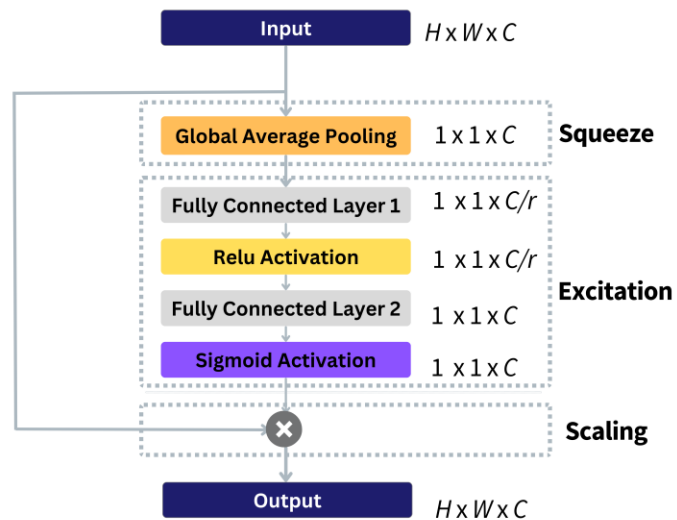 Input H x W x C
Global Average Pooling 1 x 1 x C Squeeze
Fully Connected Layer 1 1 x 1 x C/r
Relu Activation 1 x 1 x C/r
Excitation
Fully Connected Layer 2 1 x 1 x C
Sigmoid Activation 1 x 1 x C
Scaling
Output H x W x C